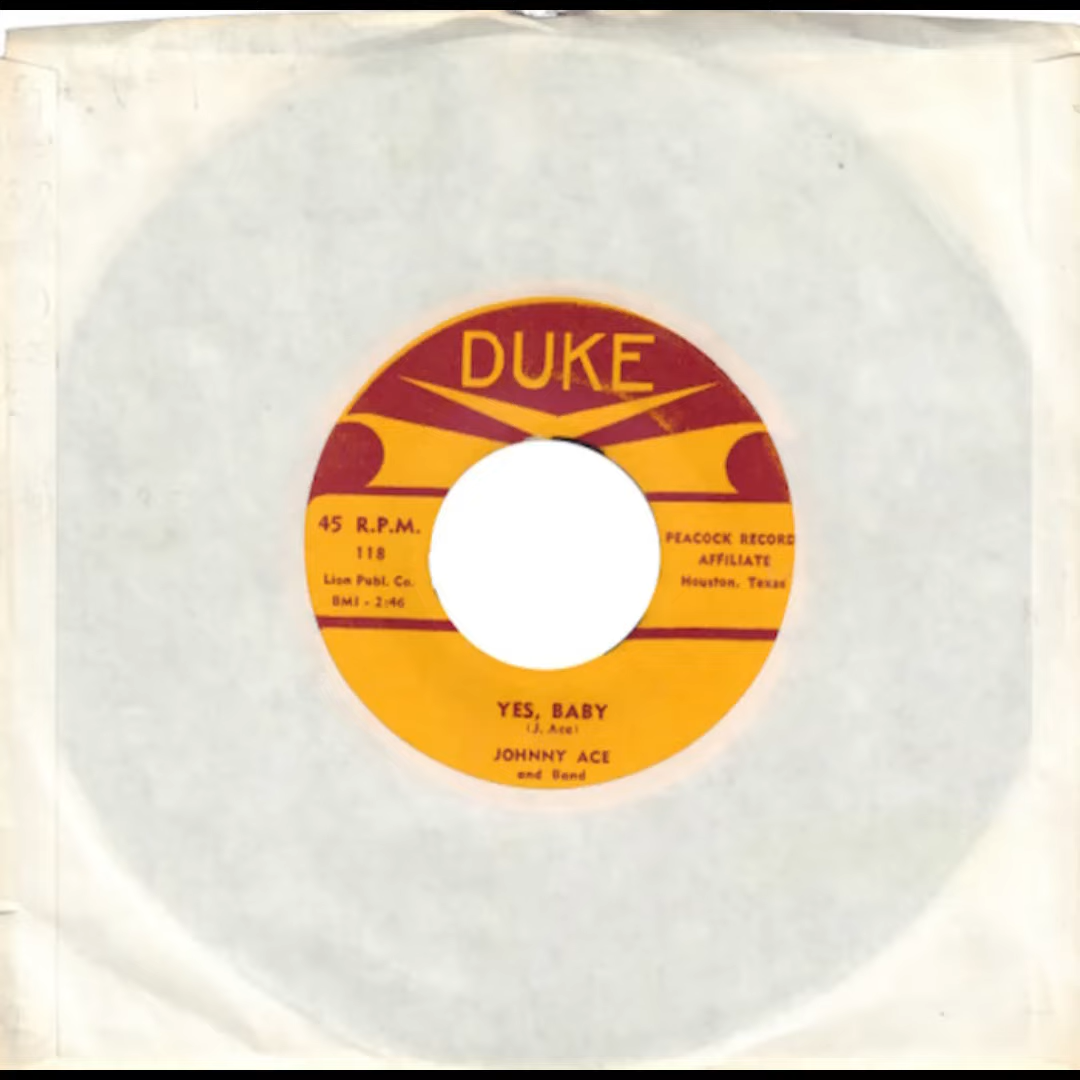 DUKE
45 R.P.M.
118
Lion Publ. Co.
BMI - 2:46
PEACOCK RECORD
AFFILIATE
Houston, Texas
YES, BABY
(J. Ace)
JOHNNY ACE
and Band